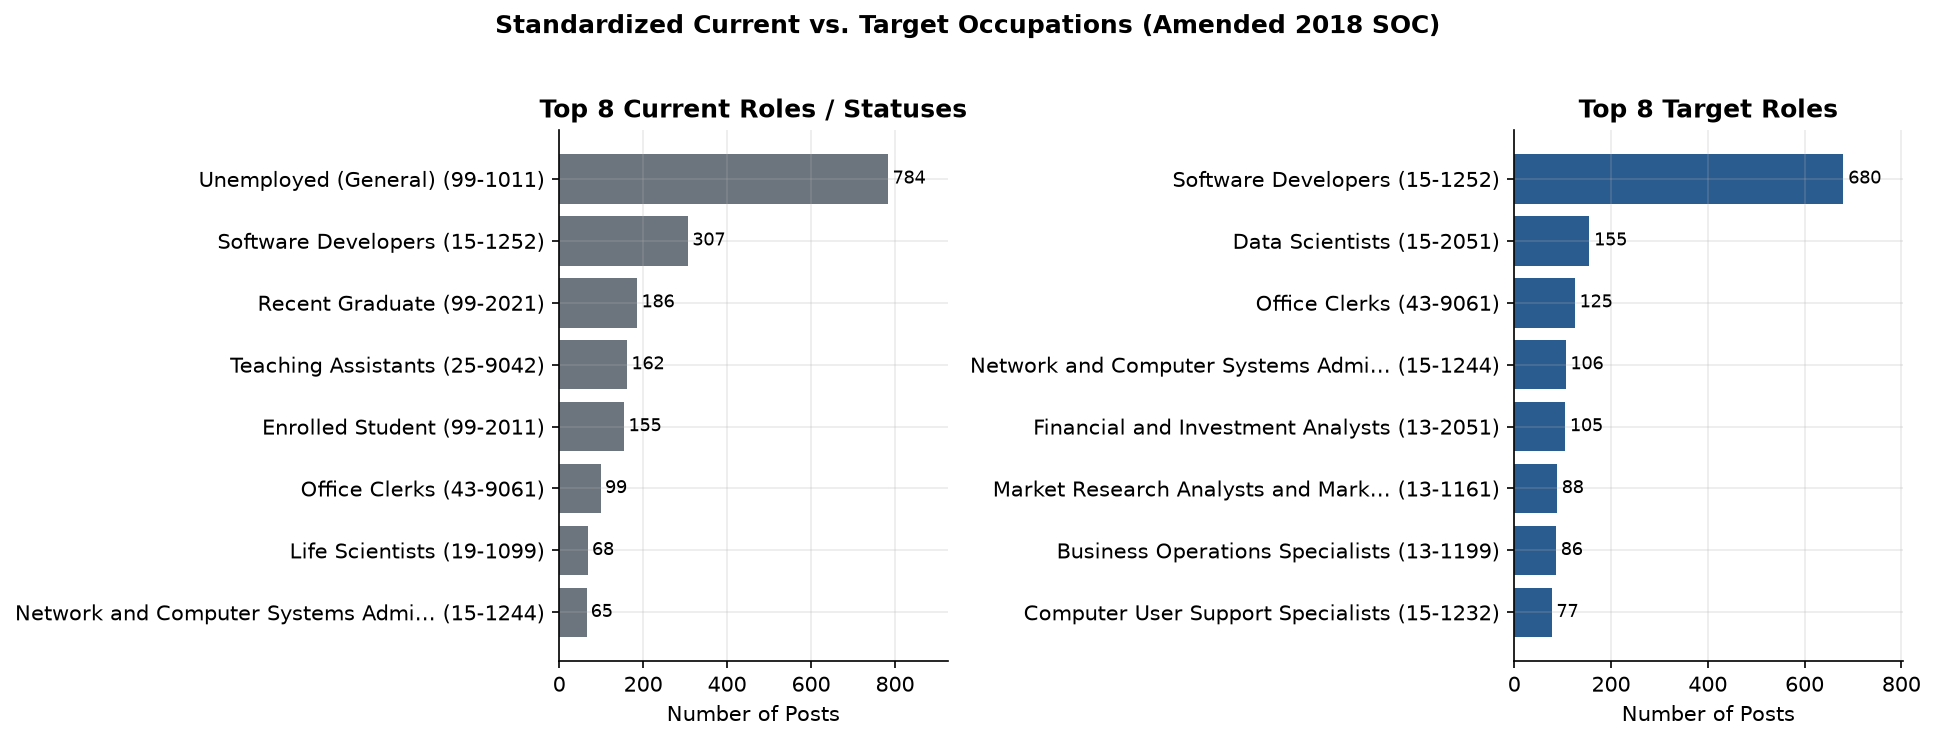 Standardized Current vs. Target Occupations (Amended 2018 SOC)
Top 8 Current Roles / Statuses
Unemployed (General) (99-1011)
784
Software Developers (15-1252)
307
Recent Graduate (99-2021)
186
Teaching Assistants (25-9042)
162
Enrolled Student (99-2011)
155
Office Clerks (43-9061)
99
Life Scientists (19-1099)
68
Network and Computer Systems Admi... (15-1244)
65
0 200 400 600 800
Number of Posts
Top 8 Target Roles
Software Developers (15-1252)
680
Data Scientists (15-2051)
155
Office Clerks (43-9061)
125
Network and Computer Systems Admi... (15-1244)
106
Financial and Investment Analysts (13-2051)
105
Market Research Analysts and Mark... (13-1161)
88
Business Operations Specialists (13-1199)
86
Computer User Support Specialists (15-1232)
77
0 200 400 600 800
Number of Posts